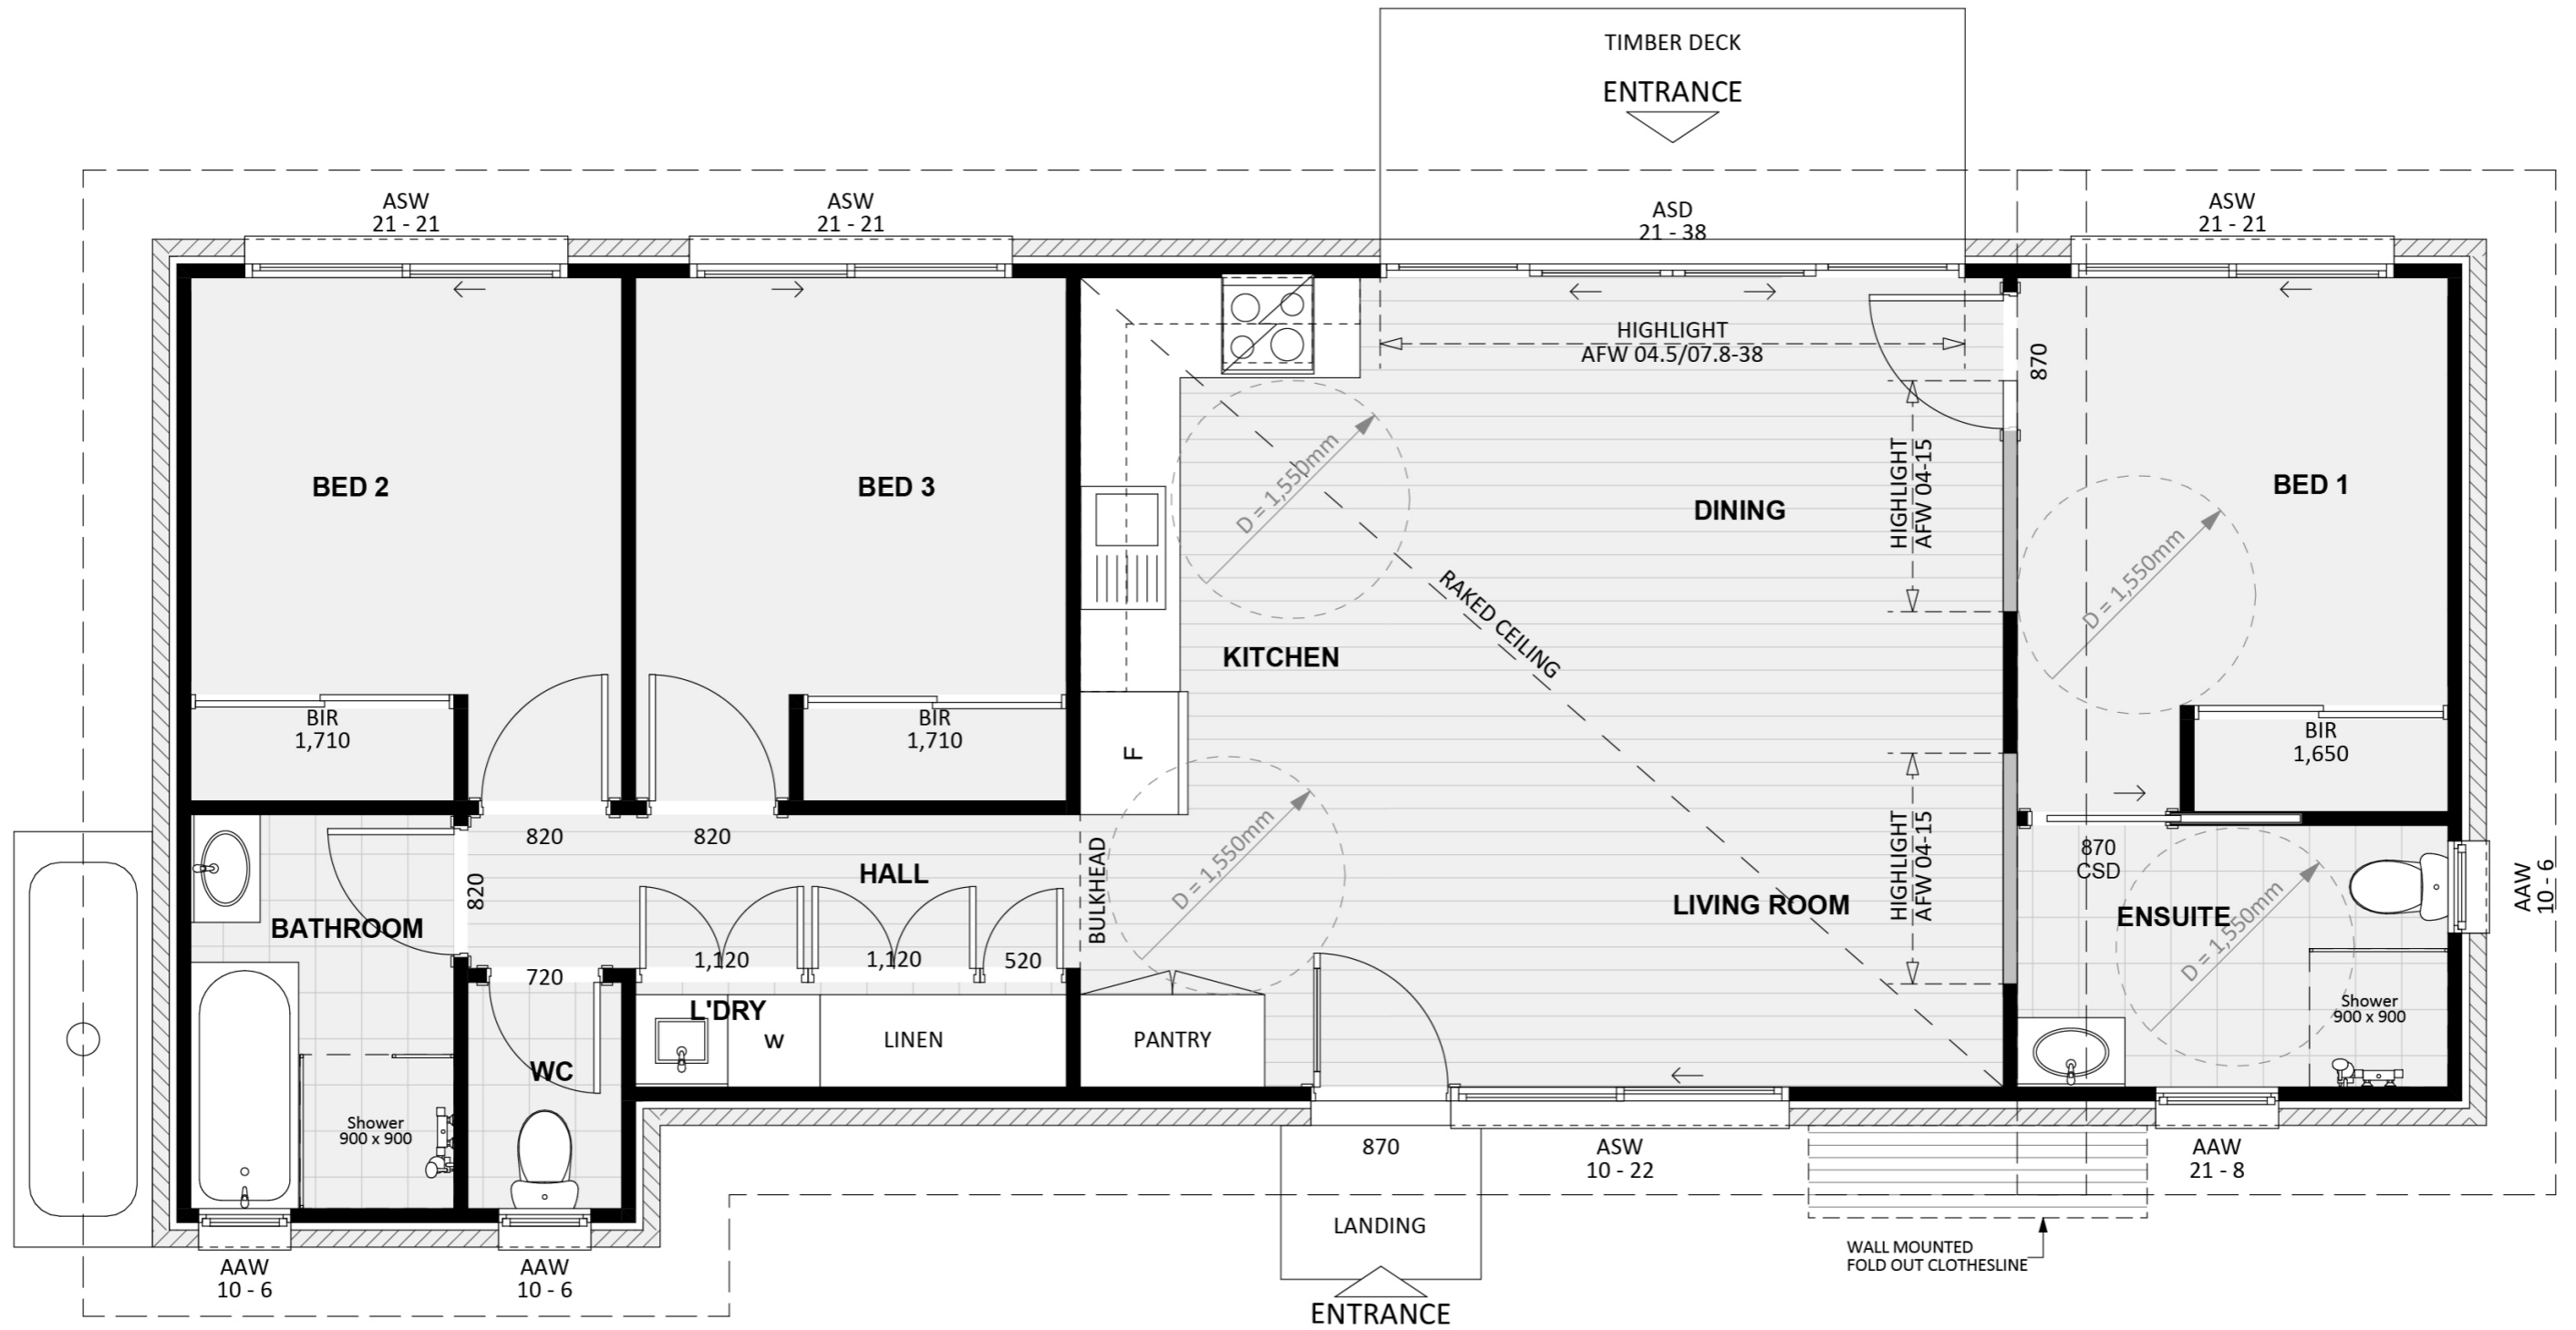 TIMBER DECK
ENTRANCE
ASW
21 - 21
ASW
21 - 21
ASD
21 - 38
ASW
21 - 21
HIGHLIGHT
AFW 04.5/07.8-38
870
HIGHLIGHT
AFW 04-15
D = 1,550mm
BED 2
BED 3
DINING
BED 1
D = 1,550mm
RAKED CEILING
KITCHEN
BIR
1,710
BIR
1,710
F
BIR
1,650
820
820
BULKHEAD
D = 1,550mm
HIGHLIGHT
AFW 04-15
870
CSD
HALL
820
AAW
10 - 6
BATHROOM
LIVING ROOM
ENSUITE
D = 1,550mm
1,120
1,120
520
720
L'DRY
W
LINEN
PANTRY
Shower
900 x 900
WC
Shower
900 x 900
870
ASW
10 - 22
AAW
21 - 8
LANDING
WALL MOUNTED
FOLD OUT CLOTHESLINE
AAW
10 - 6
AAW
10 - 6
ENTRANCE